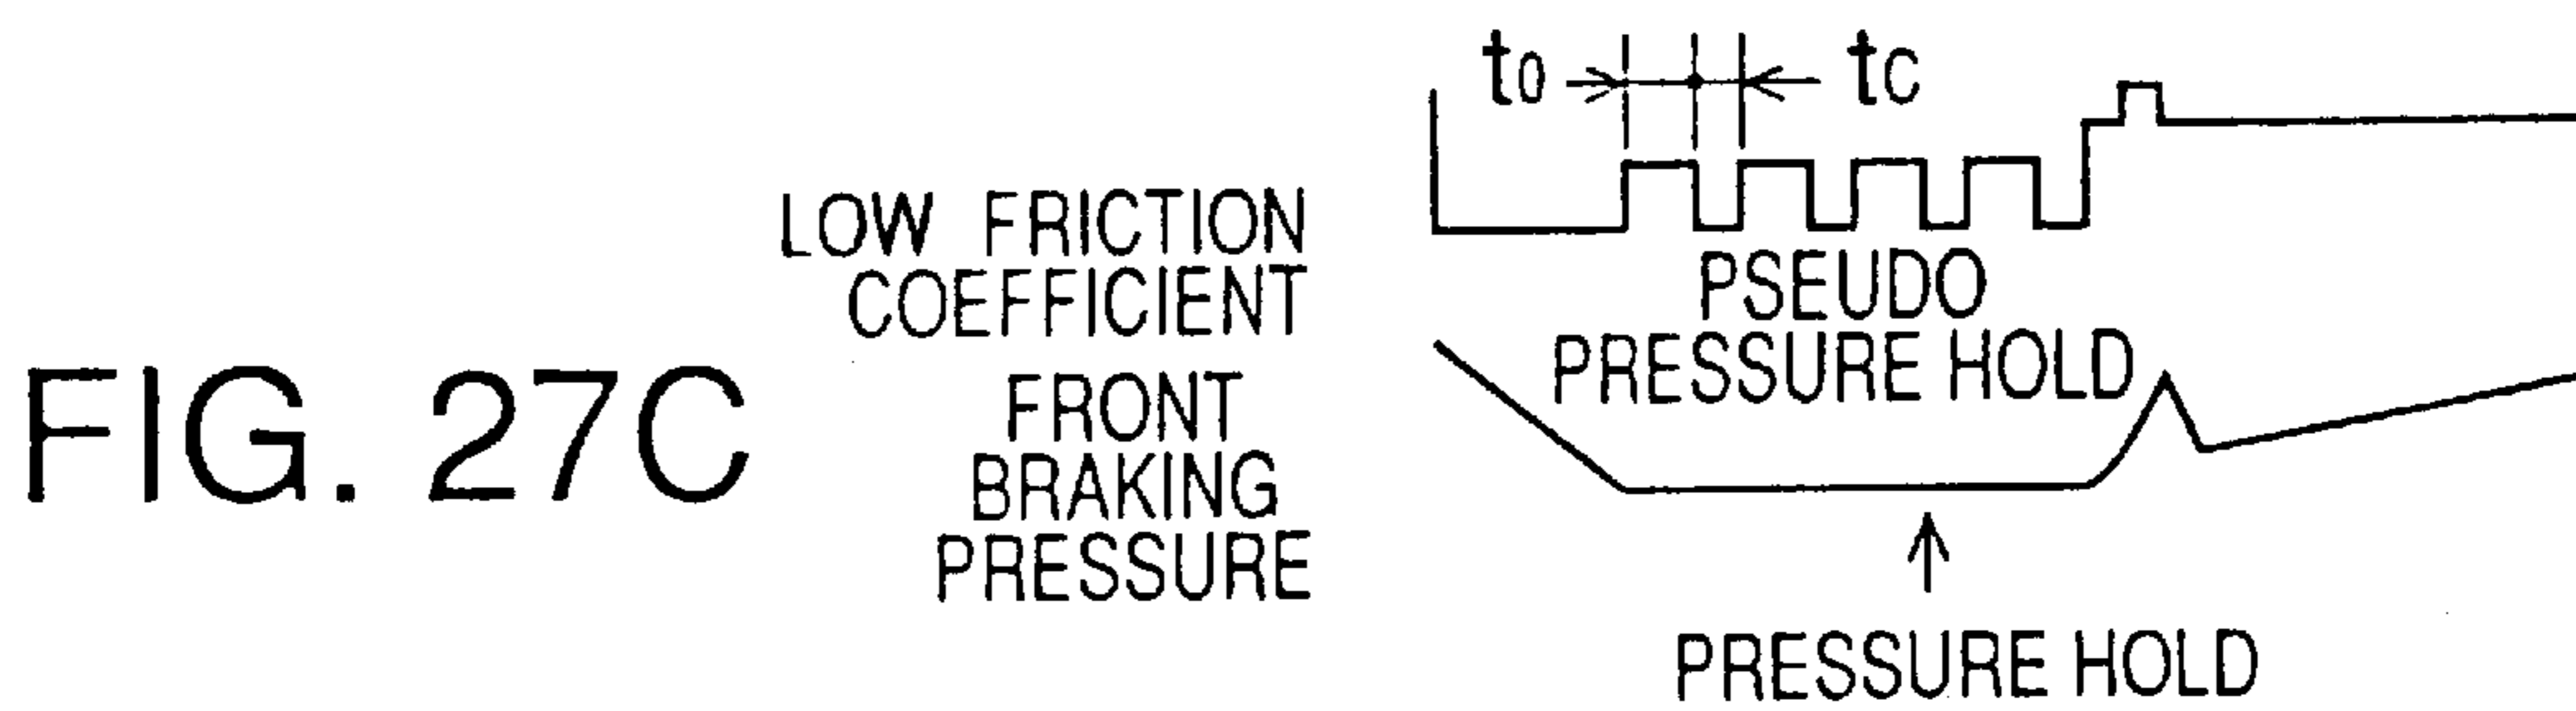 t0 tC
LOW FRICTION
COEFFICIENT
PSEUDO
PRESSURE HOLD
FIG. 27C
FRONT
BRAKING
PRESSURE
PRESSURE HOLD